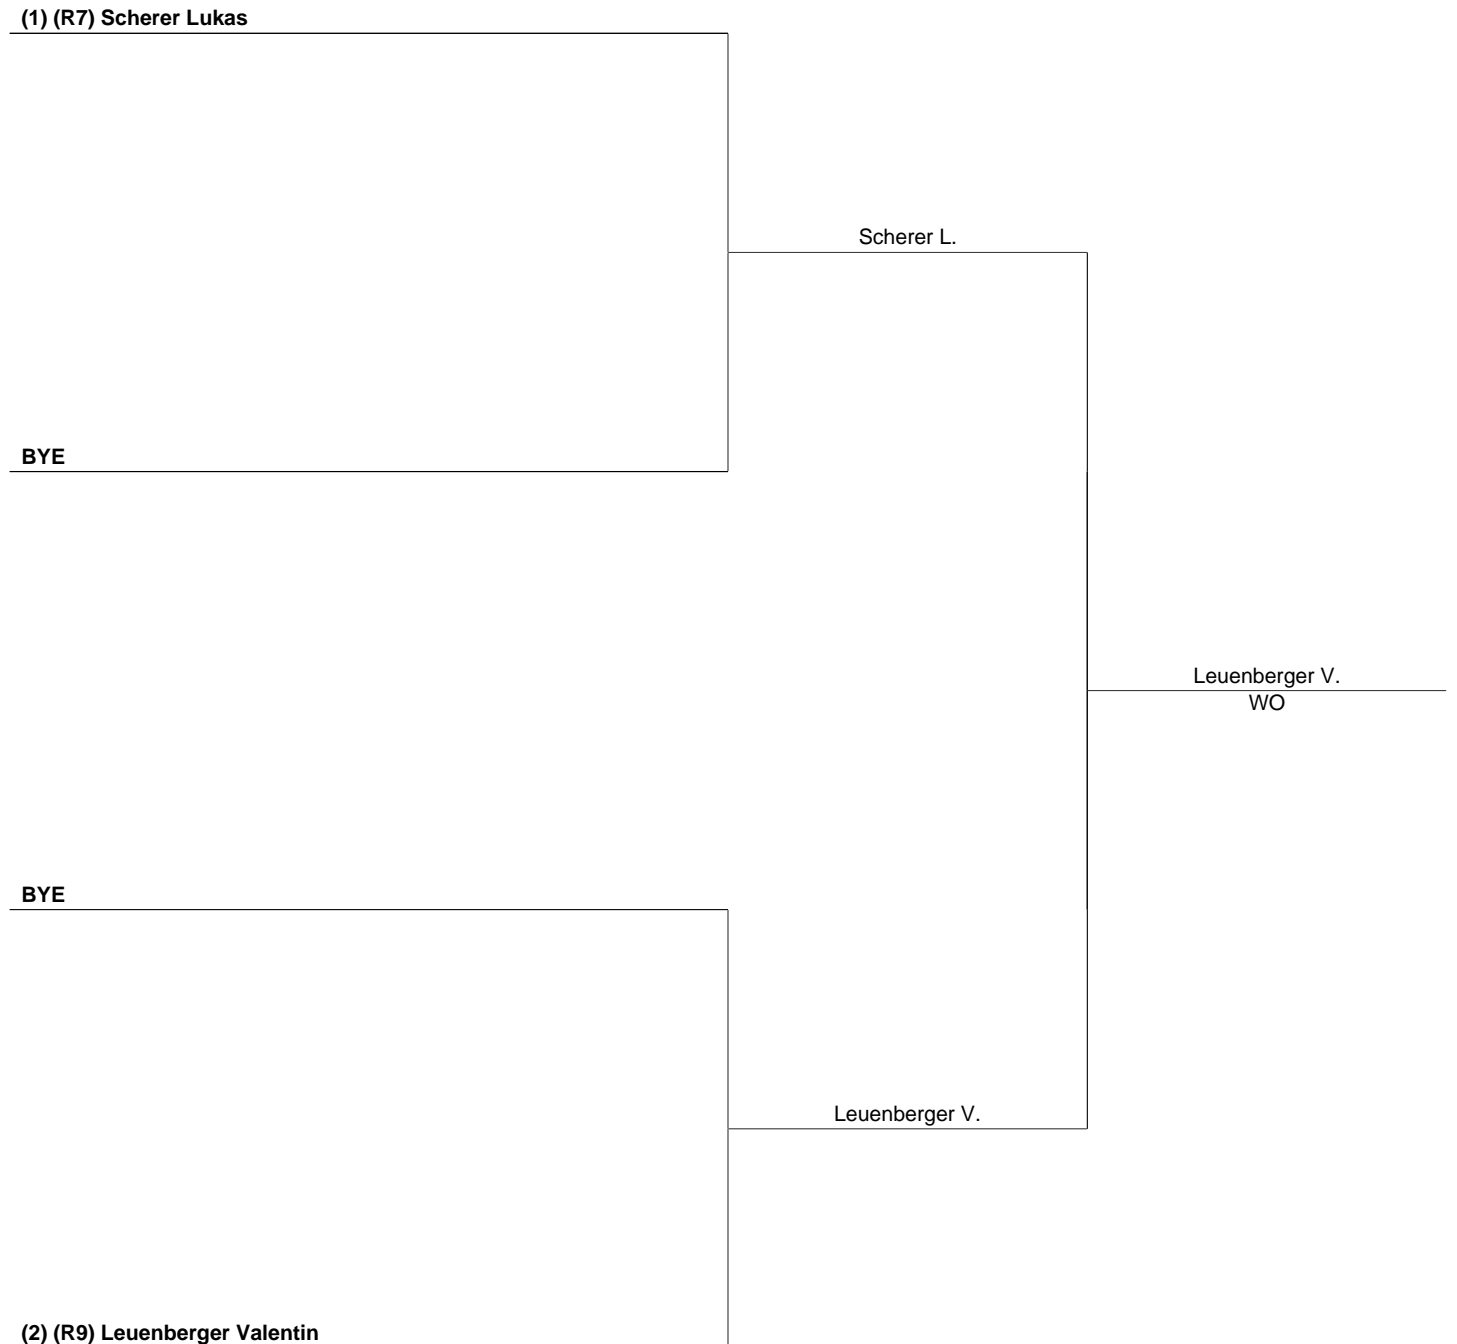 (1) (R7) Scherer Lukas
Scherer L.
BYE
Leuenberger V.
WO
BYE
Leuenberger V.
(2) (R9) Leuenberger Valentin